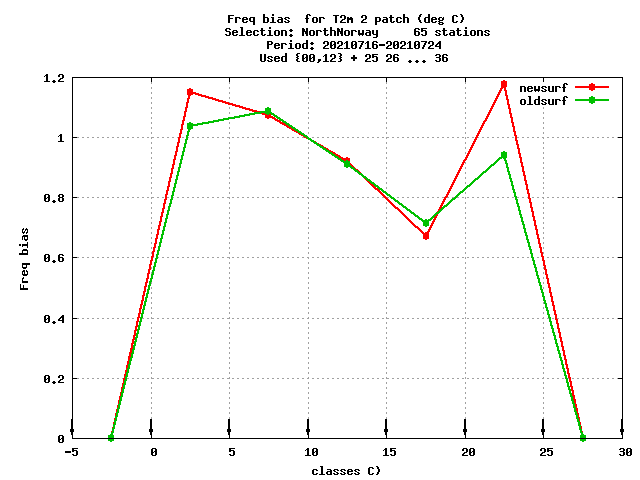 Freq bias  for T2m 2 patch (deg C)
Selection: NorthNorway     65 stations
Period: 20210716-20210724
Used {00,12} + 25 26 ... 36
newsurf
oldsurf
1.2
1
0.8
0.6
0.4
0.2
0
Freq bias
-5 0 5 10 15 20 25 30
classes C)